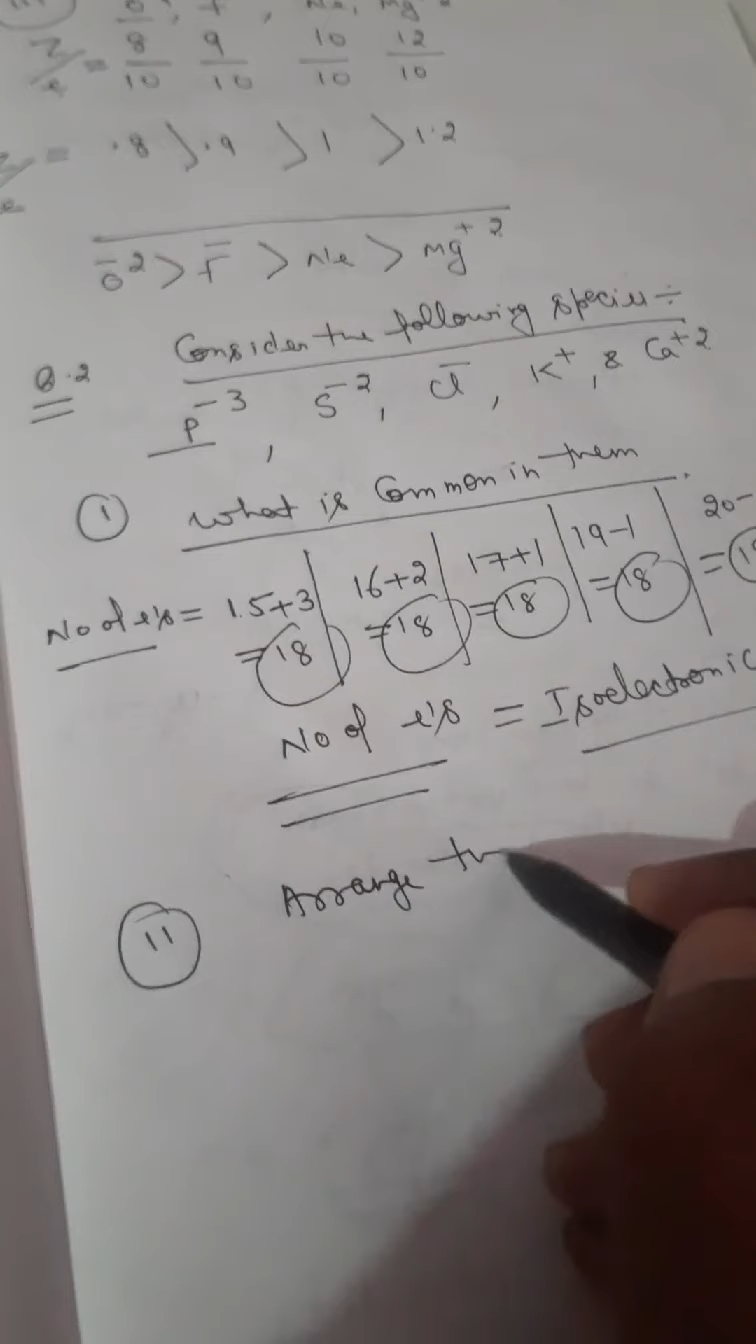 Z/e = 8/10 9/10 10/10 12/10
= .8 > .9 > 1 > 1.2
O⁻² > F⁻ > Ne > Mg⁺²
Q.2 Consider the following species ÷
P⁻³, S⁻², Cl⁻, K⁺, & Ca⁺²
(1) What is Common in them
No of e's = 15+3 | 16+2 | 17+1 | 19-1 | 20-
=18 | =18 | =18 | =18 | =
No of e's = Isoelectronic
(11) Arrange